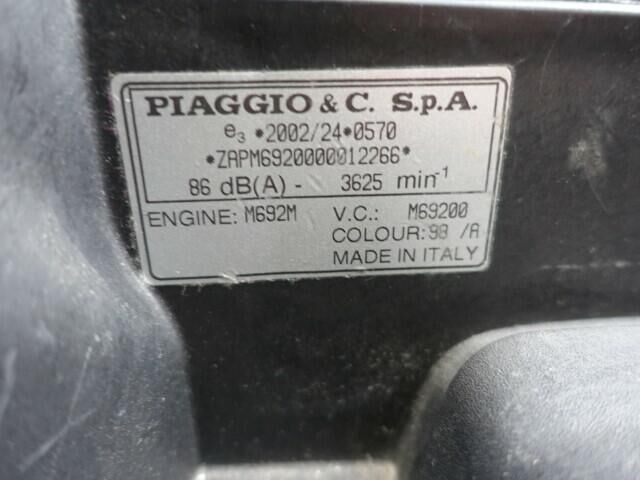 PIAGGIO & C. S.p.A.
e3 *2002/24*0570
*ZAPM6920000012266*
86 dB(A) - 3625 min-1
ENGINE: M692M V.C.: M69200
COLOUR: 98 /A
MADE IN ITALY